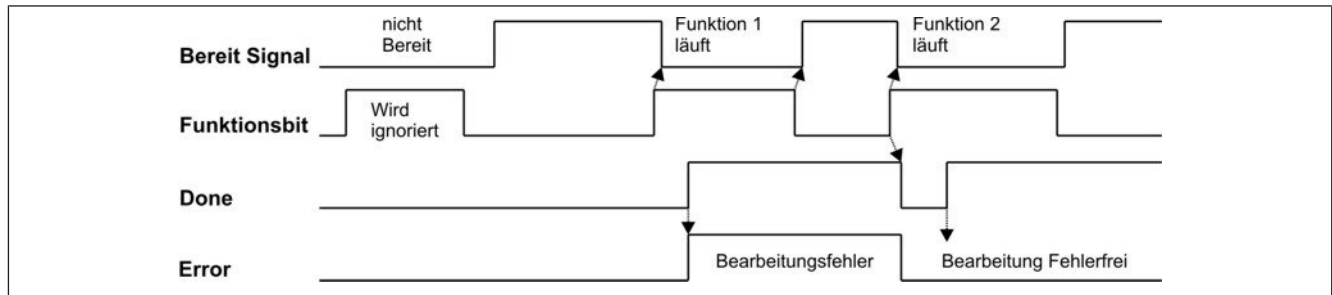 nicht
Bereit
Funktion 1
läuft
Funktion 2
läuft
Bereit Signal
Wird
ignoriert
Funktionsbit
Done
Bearbeitungsfehler
Bearbeitung Fehlerfrei
Error